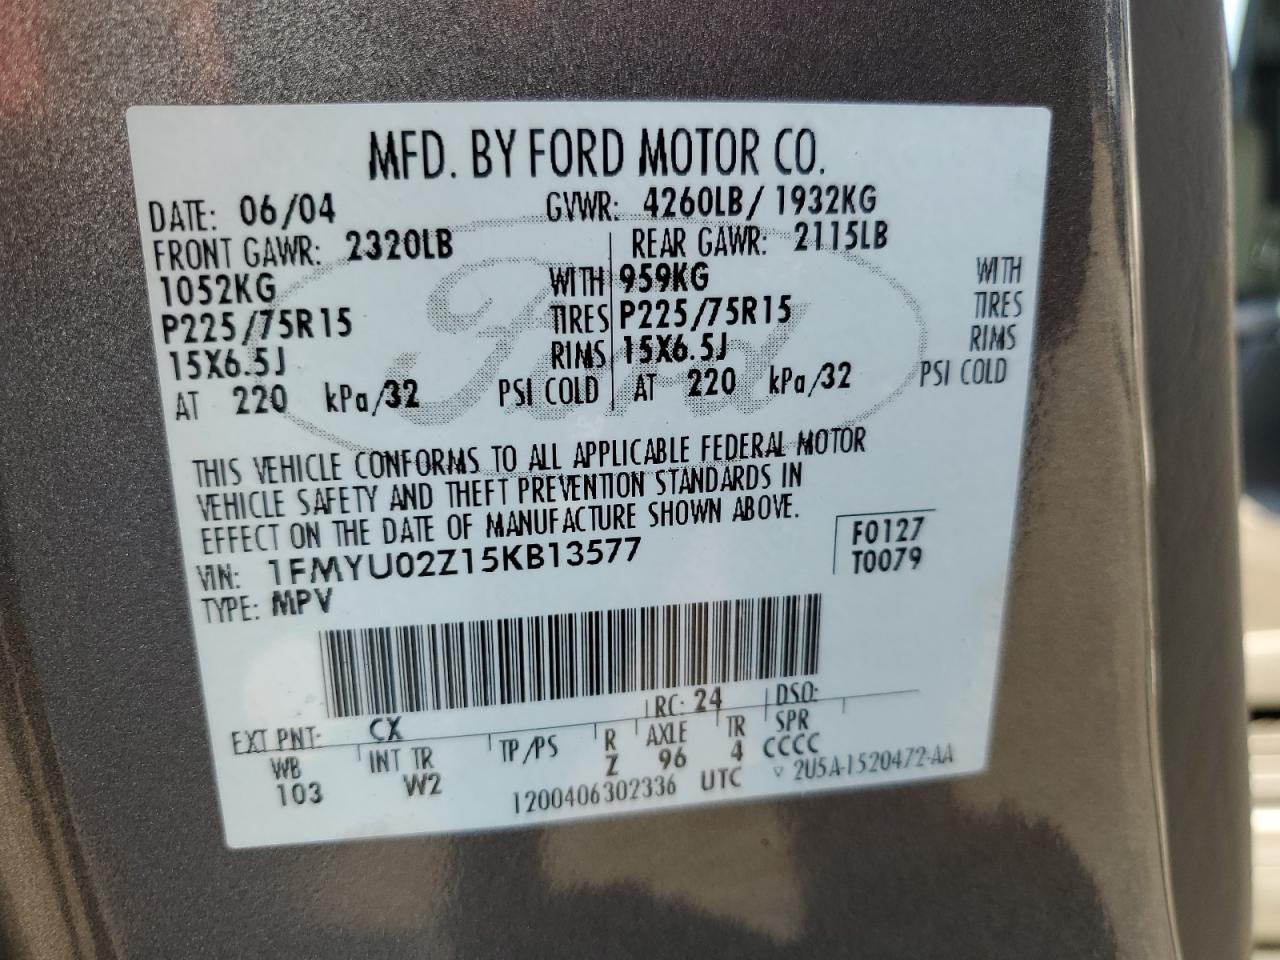 MFD. BY FORD MOTOR CO.
DATE: 06/04 GVWR: 4260LB/ 1932KG
FRONT GAWR: 2320LB REAR GAWR: 2115LB
1052KG WITH 959KG WITH
P225/75R15 TIRES P225/75R15 TIRES
15X6.5J RIMS 15X6.5J RIMS
AT 220 kPa/32 PSI COLD AT 220 kPa/32 PSI COLD
Ford
THIS VEHICLE CONFORMS TO ALL APPLICABLE FEDERAL MOTOR
VEHICLE SAFETY AND THEFT PREVENTION STANDARDS IN
EFFECT ON THE DATE OF MANUFACTURE SHOWN ABOVE.
VIN: 1FMYU02Z15KB13577 F0127
TYPE: MPV T0079
EXT PNT: CX RC: 24 DSO:
WB INT TR TP/PS R AXLE TR SPR
103 W2 Z 96 4 CCCC
1200406302336 UTC ▽ 2U5A-1520472-AA